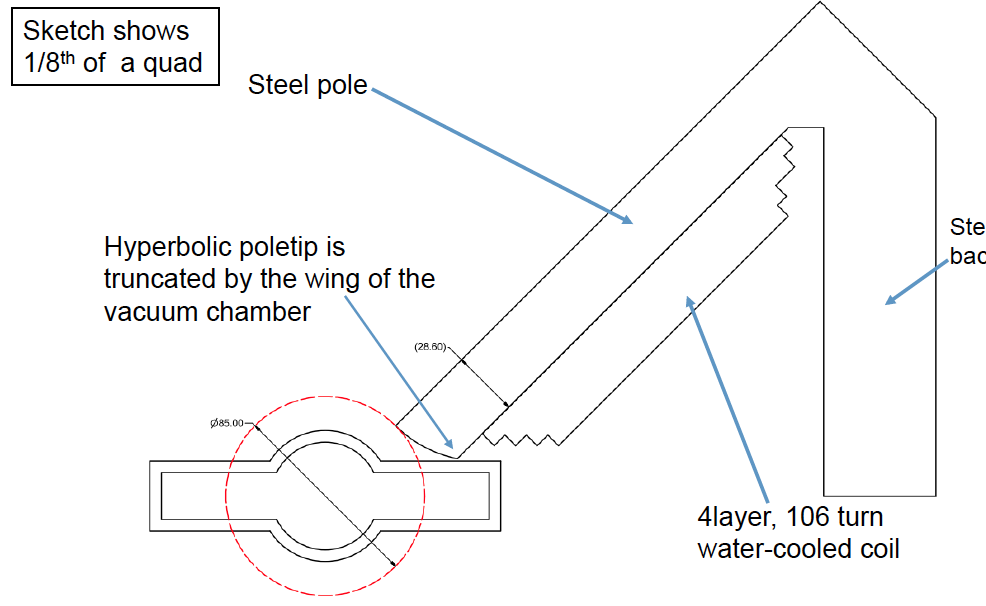 Sketch shows
1/8th of  a quad
Steel pole
Hyperbolic poletip is
truncated by the wing of the
vacuum chamber
(28.60)
Ø85.00
4layer, 106 turn
water-cooled coil